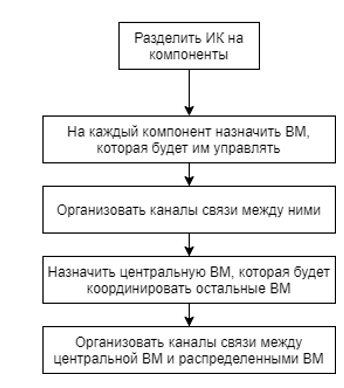 Разделить ИК на
компоненты
На каждый компонент назначить ВМ,
которая будет им управлять
Организовать каналы связи между ними
Назначить центральную ВМ, которая будет
координировать остальные ВМ
Организовать каналы связи между
центральной ВМ и распределенными ВМ